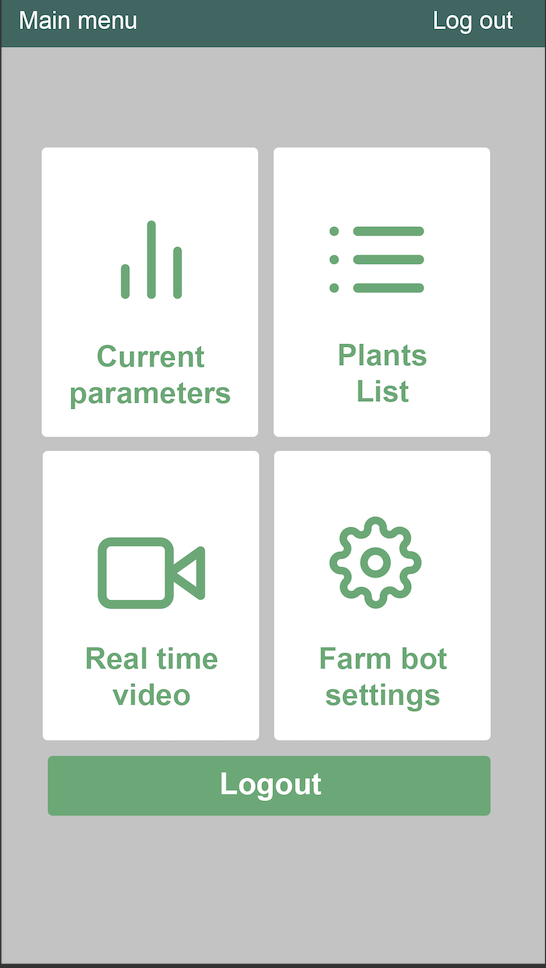 Main menu
Log out
Current
parameters
Plants
List
Real time
video
Farm bot
settings
Logout